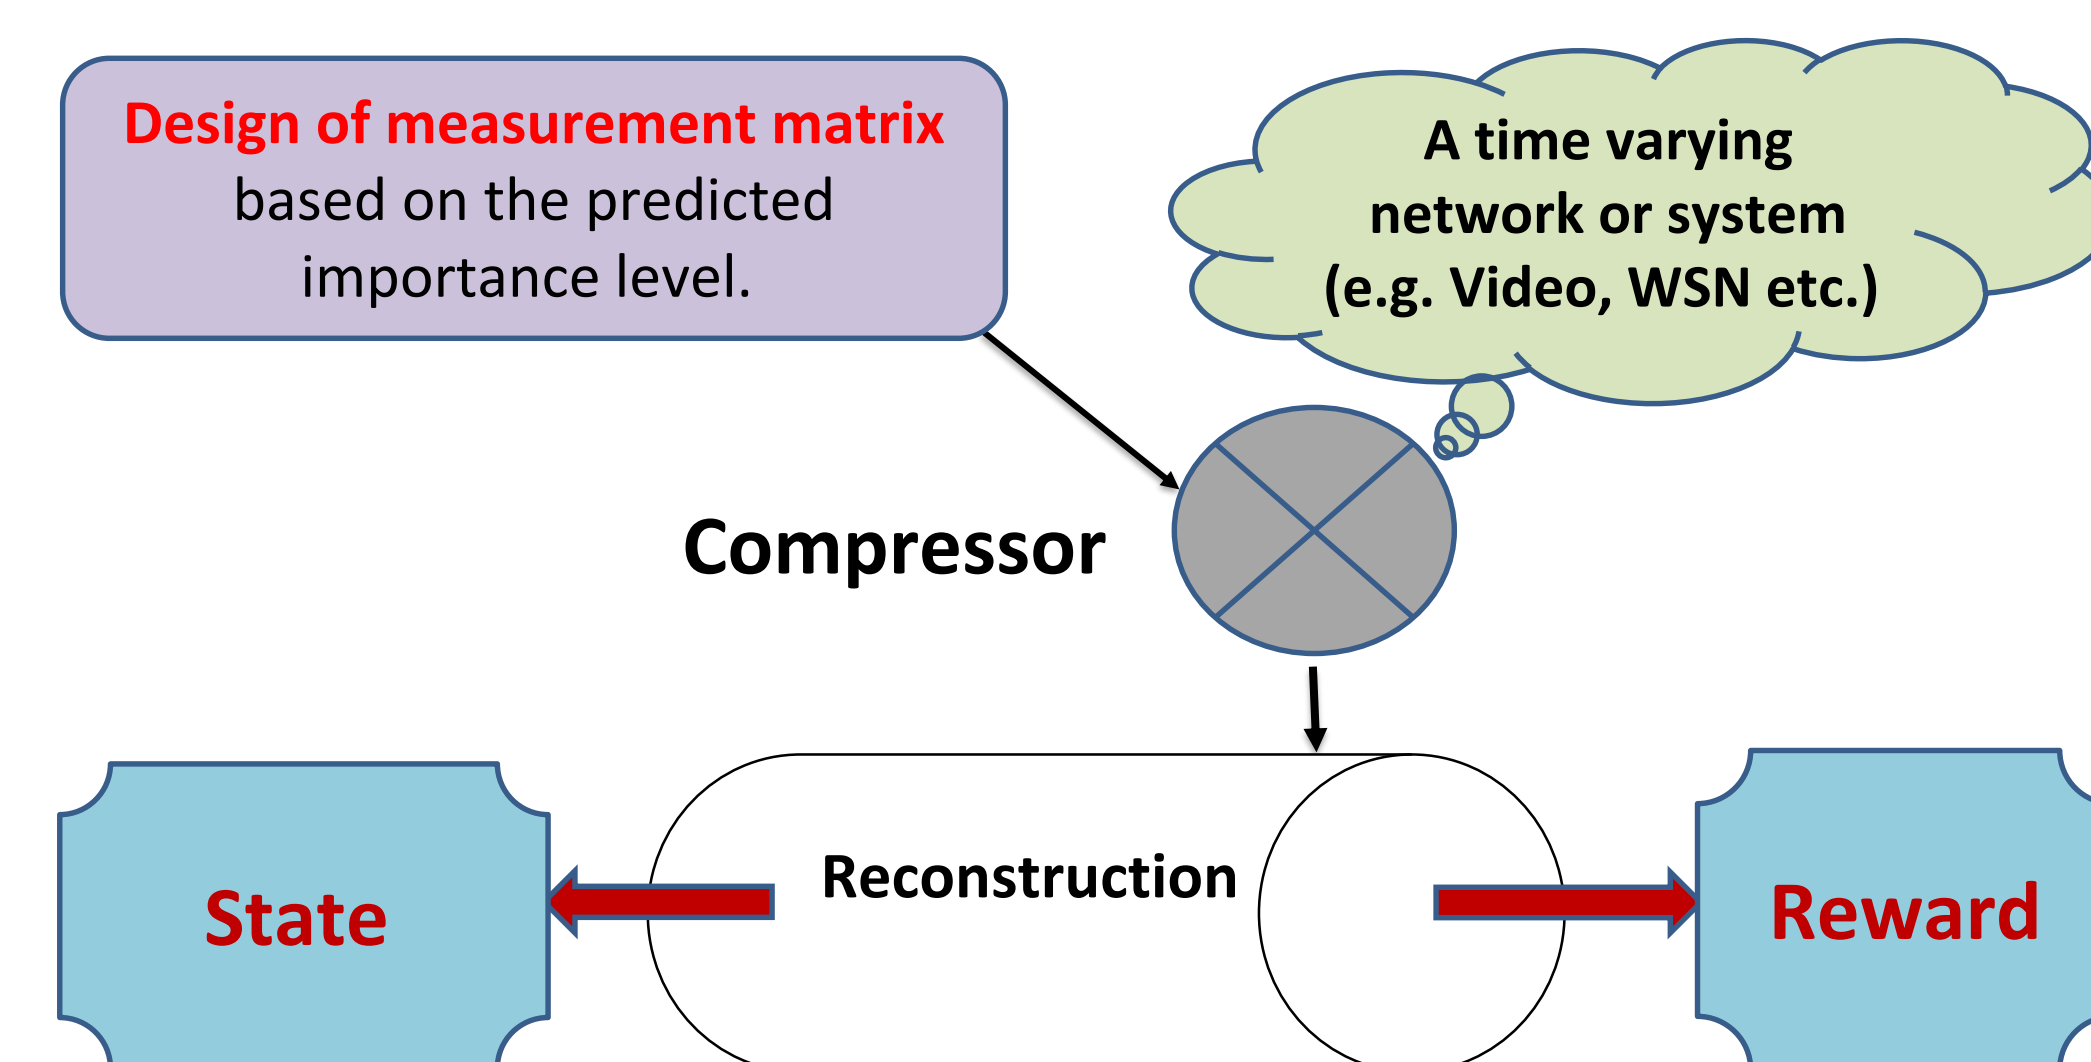 Design of measurement matrix
based on the predicted
importance level.
A time varying
network or system
(e.g. Video, WSN etc.)
Compressor
Reconstruction
State
Reward